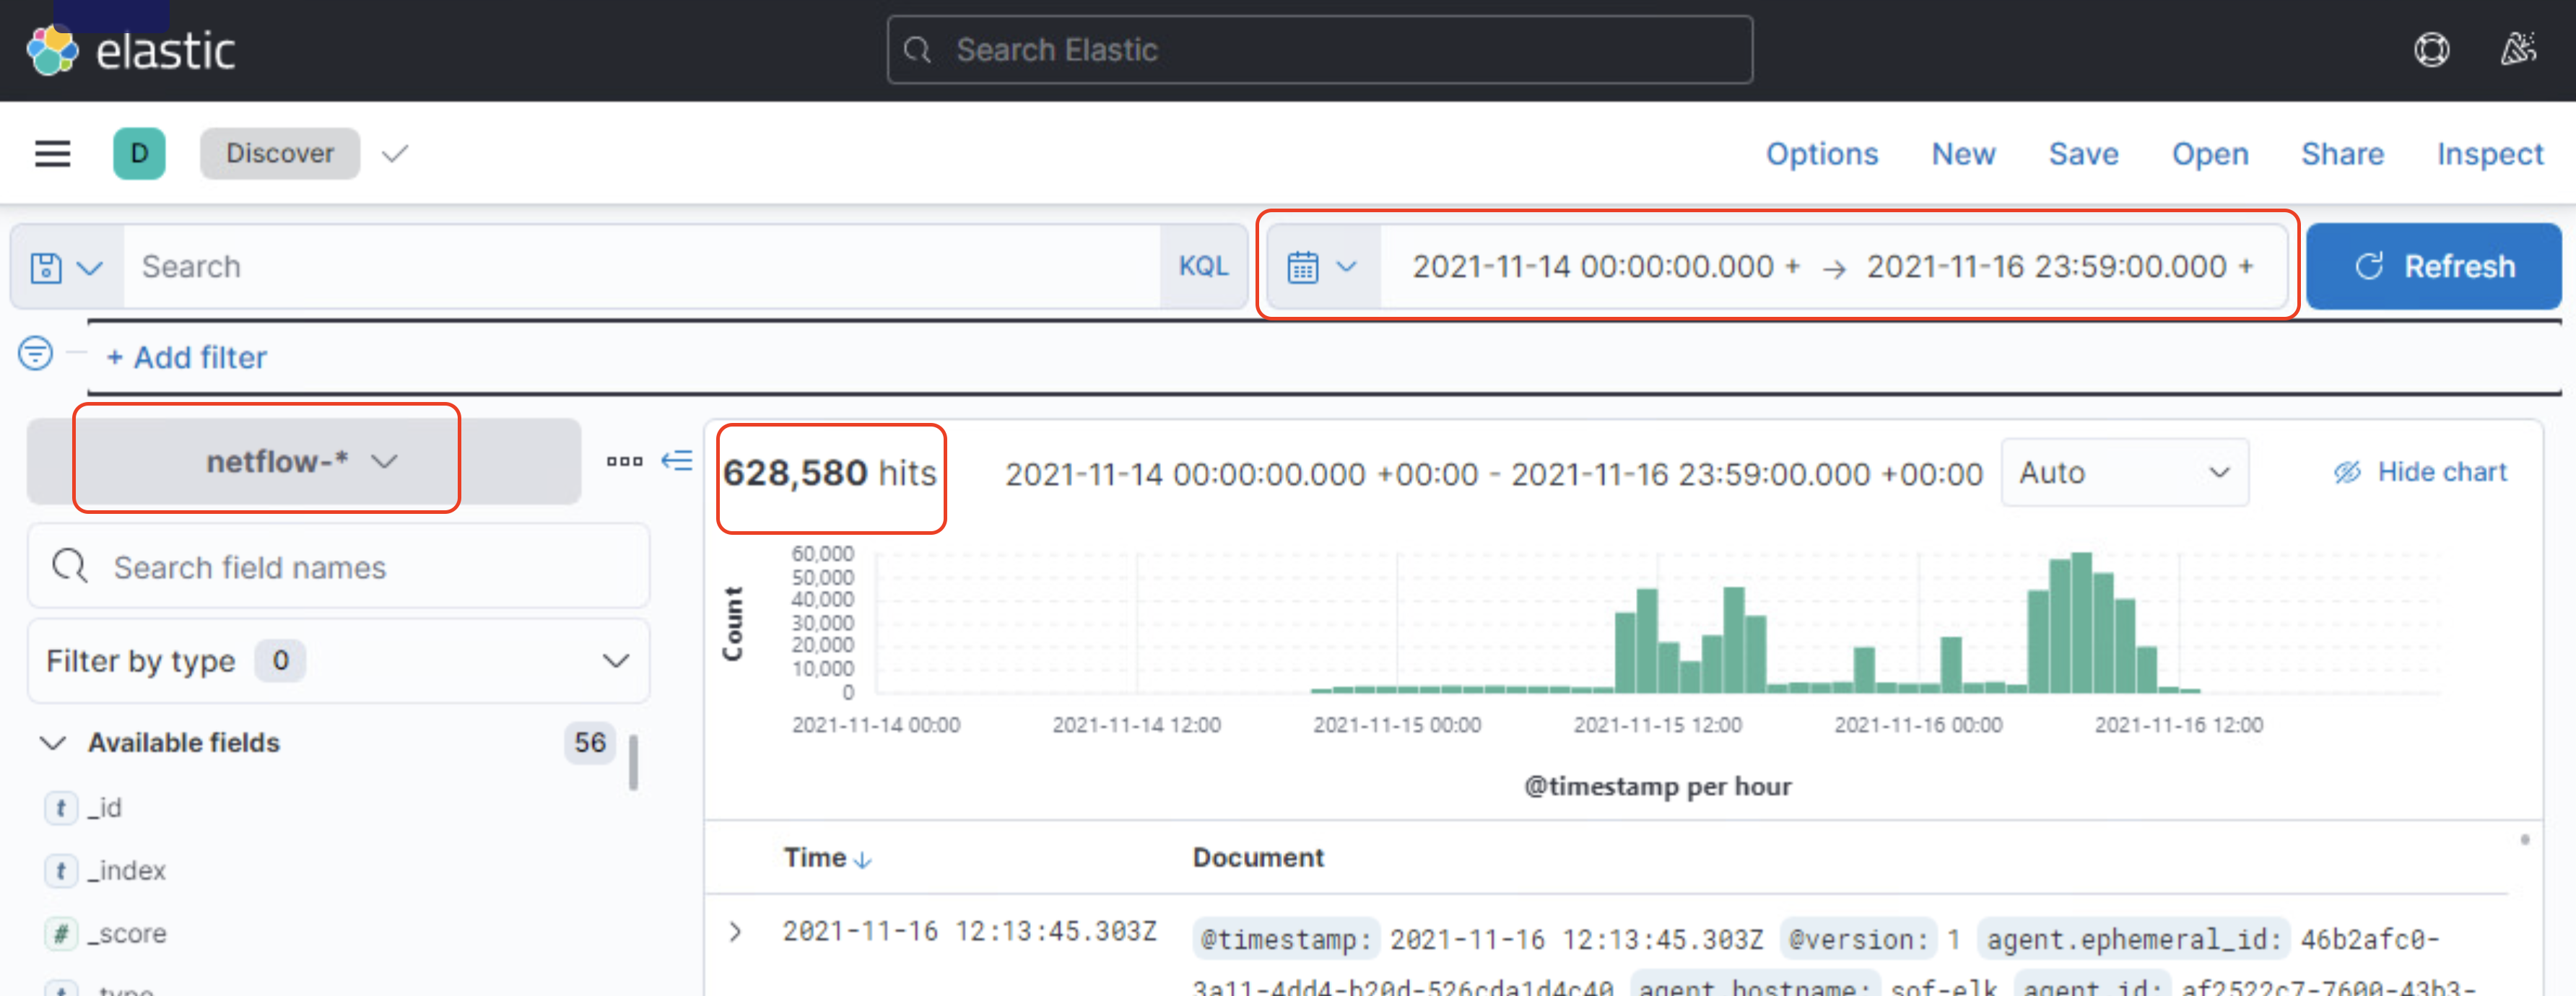 elastic
Search Elastic
D
Discover
Options New Save Open Share Inspect
Search
KQL
2021-11-14 00:00:00.000 + → 2021-11-16 23:59:00.000 +
Refresh
+ Add filter
netflow-*
628,580 hits
2021-11-14 00:00:00.000 +00:00 - 2021-11-16 23:59:00.000 +00:00
Auto
Hide chart
Search field names
Filter by type 0
Available fields 56
t _id
t _index
# _score
t _type
Count
60,000
50,000
40,000
30,000
20,000
10,000
0
2021-11-14 00:00 2021-11-14 12:00 2021-11-15 00:00 2021-11-15 12:00 2021-11-16 00:00 2021-11-16 12:00
@timestamp per hour
Time ↓ Document
2021-11-16 12:13:45.303Z @timestamp: 2021-11-16 12:13:45.303Z @version: 1 agent.ephemeral_id: 46b2afc0-
3a11-4dd4-b20d-526cda1d4c40 agent.hostname: sof-elk agent.id: af2522c7-7600-43b3-